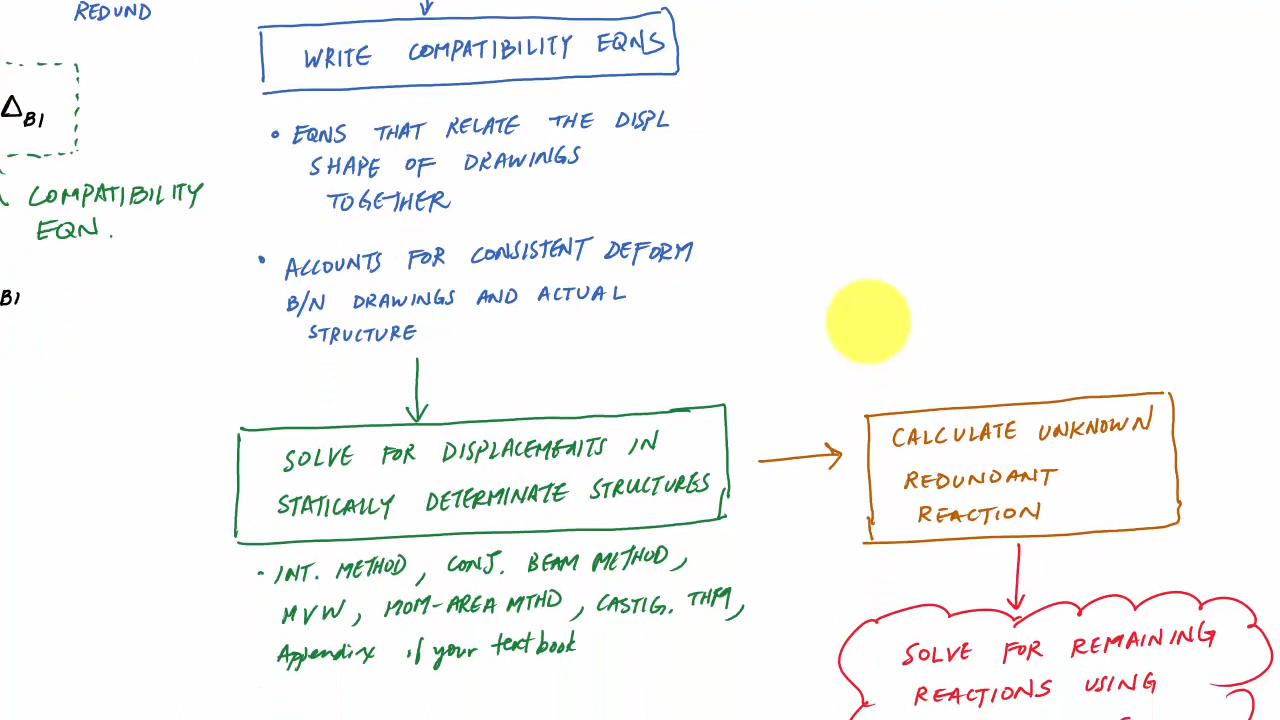 REDUND
WRITE COMPATIBILITY EQNS
ΔB1
• EQNS THAT RELATE THE DISPL
SHAPE OF DRAWINGS
TOGETHER
COMPATIBILITY
EQN.
• ACCOUNTS FOR CONSISTENT DEFORM
B/N DRAWINGS AND ACTUAL
STRUCTURE
B1
SOLVE FOR DISPLACEMENTS IN
STATICALLY DETERMINATE STRUCTURES
CALCULATE UNKNOWN
REDUNDANT
REACTION
• INT. METHOD, CONJ. BEAM METHOD,
MVW, MOM-AREA MTHD, CASTIG. THM,
Appendix of your textbook
SOLVE FOR REMAINING
REACTIONS USING